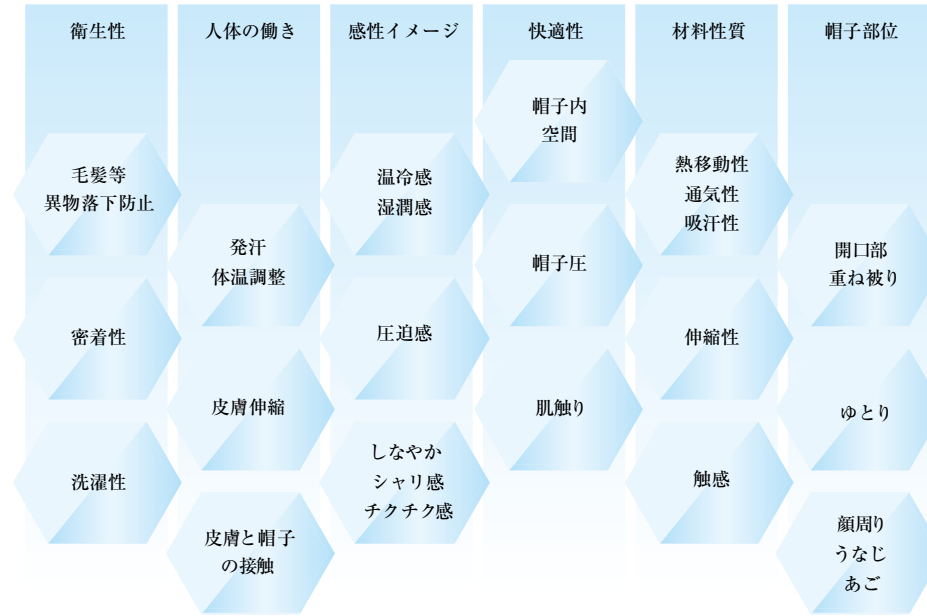 衛生性
毛髪等
異物落下防止
密着性
洗濯性
人体の働き
発汗
体温調整
皮膚伸縮
皮膚と帽子
の接触
感性イメージ
温冷感
湿潤感
圧迫感
しなやか
シャリ感
チクチク感
快適性
帽子内
空間
帽子圧
肌触り
材料性質
熱移動性
通気性
吸汗性
伸縮性
触感
帽子部位
開口部
重ね被り
ゆとり
顔周り
うなじ
あご